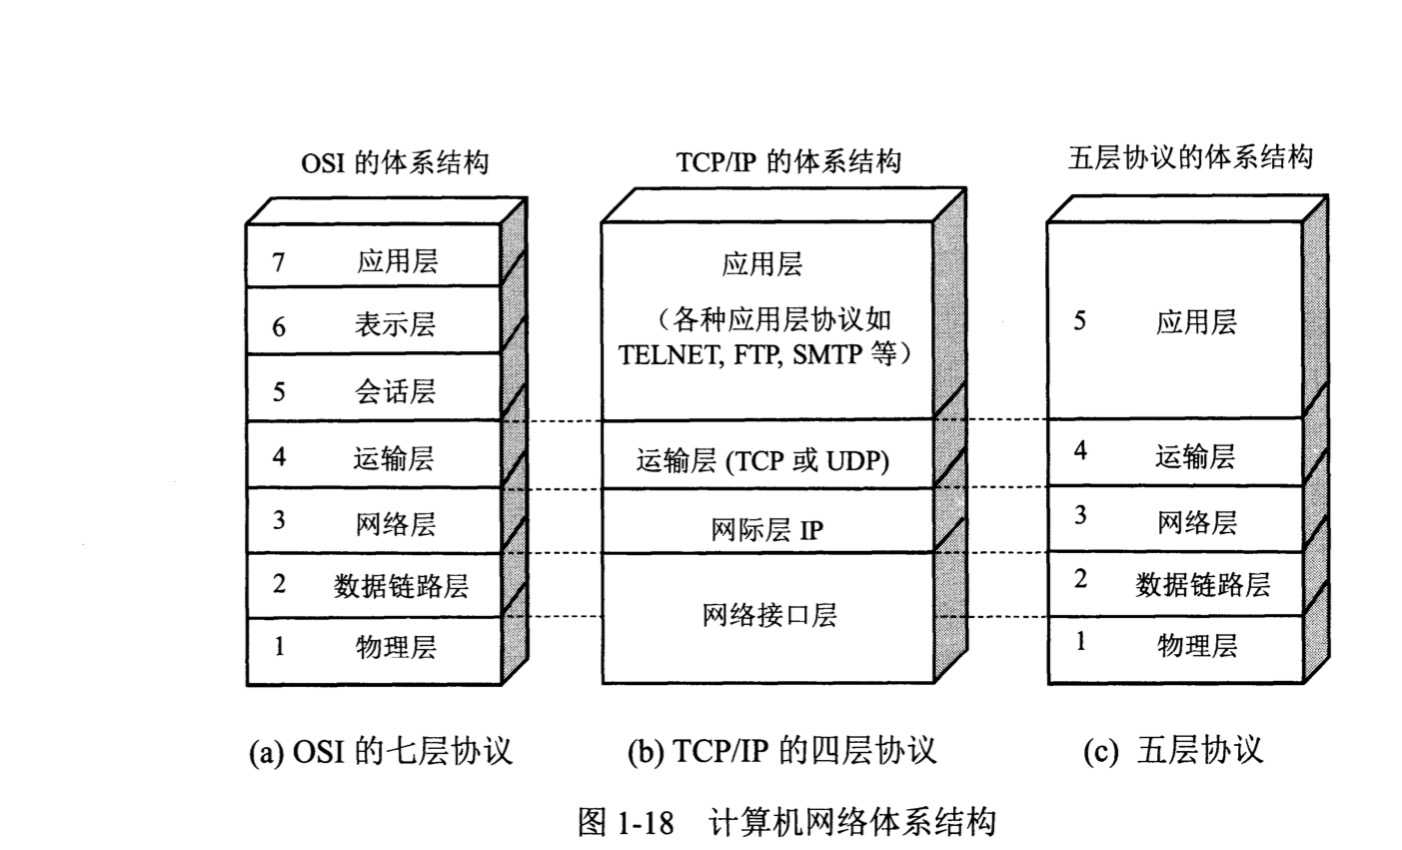 OSI 的体系结构
7 应用层
6 表示层
5 会话层
4 运输层
3 网络层
2 数据链路层
1 物理层
(a) OSI 的七层协议
TCP/IP 的体系结构
应用层
（各种应用层协议如
TELNET, FTP, SMTP 等）
运输层 (TCP 或 UDP)
网际层 IP
网络接口层
(b) TCP/IP 的四层协议
五层协议的体系结构
5 应用层
4 运输层
3 网络层
2 数据链路层
1 物理层
(c) 五层协议
图 1-18 计算机网络体系结构